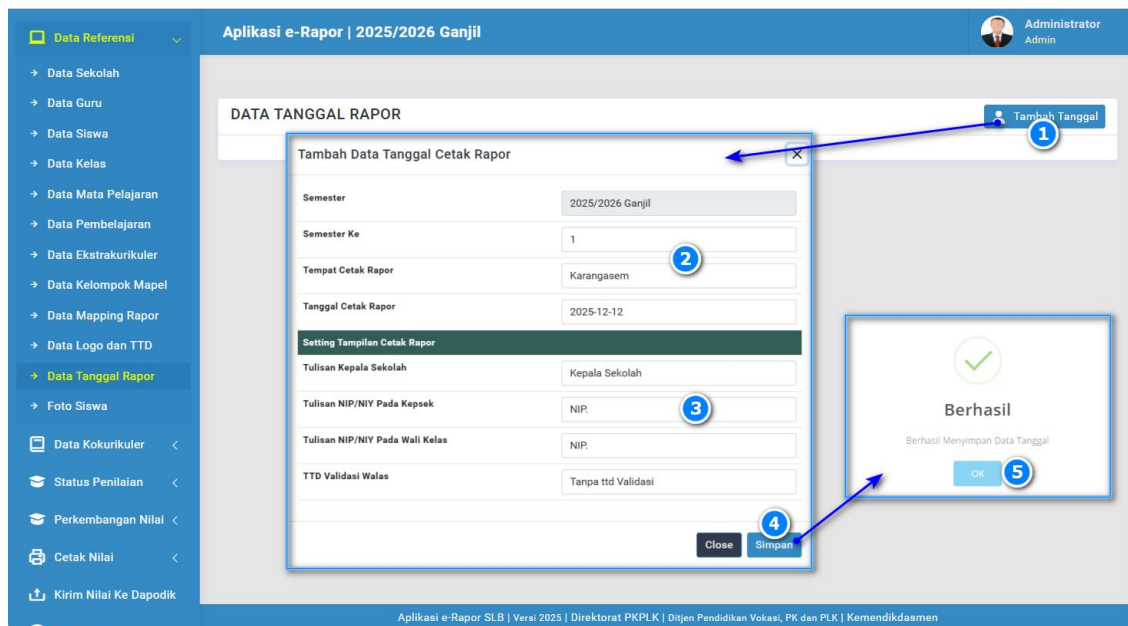 Data Referensi
Aplikasi e-Rapor | 2025/2026 Ganjil
Administrator
Admin
Data Sekolah
Data Guru
Data Siswa
Data Kelas
Data Mata Pelajaran
Data Pembelajaran
Data Ekstrakurikuler
Data Kelompok Mapel
Data Mapping Rapor
Data Logo dan TTD
Data Tanggal Rapor
Foto Siswa
Data Kokurikuler
Status Penilaian
Perkembangan Nilai
Cetak Nilai
Kirim Nilai Ke Dapodik
DATA TANGGAL RAPOR
Tambah Tanggal
1
Tambah Data Tanggal Cetak Rapor
Semester
2025/2026 Ganjil
Semester Ke
1
2
Tempat Cetak Rapor
Karangasem
Tanggal Cetak Rapor
2025-12-12
Setting Tampilan Cetak Rapor
Tulisan Kepala Sekolah
Kepala Sekolah
Tulisan NIP/NIY Pada Kepsek
NIP.
3
Tulisan NIP/NIY Pada Wali Kelas
NIP.
TTD Validasi Walas
Tanpa ttd Validasi
4
Close
Simpan
Berhasil
Berhasil Menyimpan Data Tanggal
OK
5
Aplikasi e-Rapor SLB | Versi 2025 | Direktorat PKPLK | Ditjen Pendidikan Vokasi, PK dan PLK | Kemendikdasmen